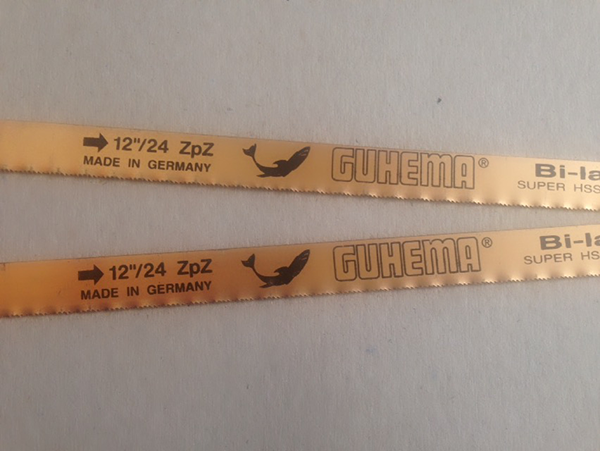 ➡ 12"/24 ZpZ
MADE IN GERMANY
GUHEMA®
Bi-la
SUPER HSS
➡ 12"/24 ZpZ
MADE IN GERMANY
GUHEMA®
Bi-la
SUPER HS